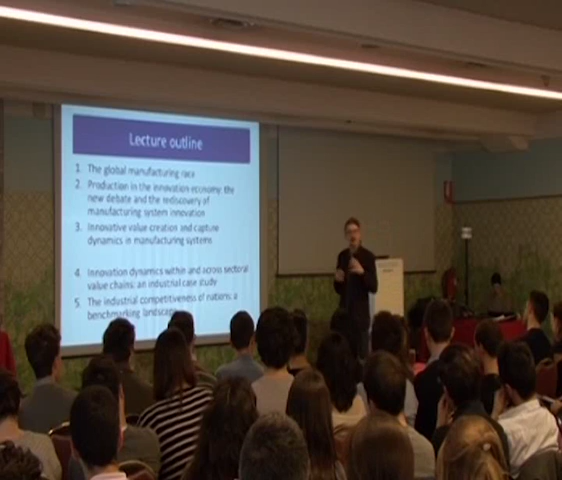 Lecture outline
1. The global manufacturing race
2. Production in the innovation economy: the
new debate and the rediscovery of
manufacturing system innovation
3. Innovative value creation and capture
dynamics in manufacturing systems
4. Innovation dynamics within and across sectoral
value chains: an industrial case study
5. The industrial competitiveness of nations: a
benchmarking landscape